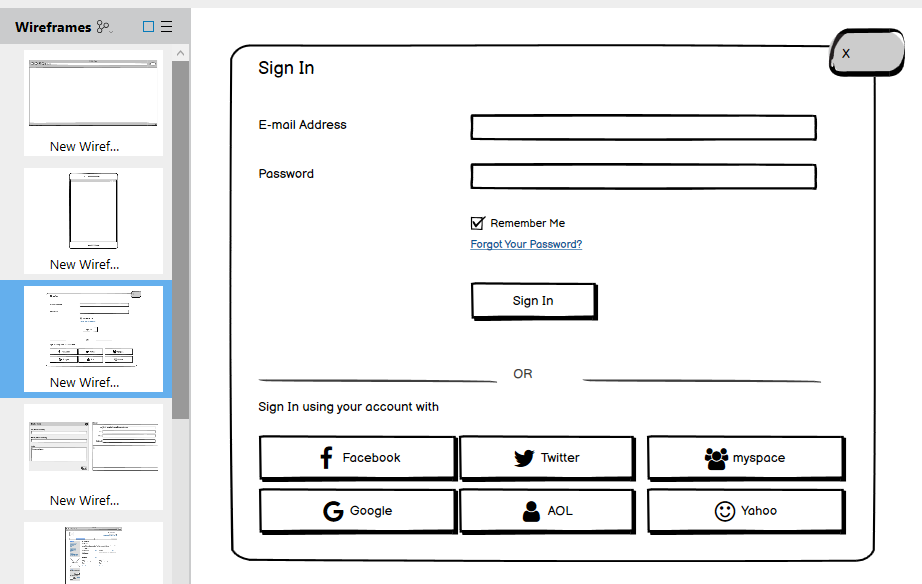 Wireframes
New Wiref...
New Wiref...
New Wiref...
New Wiref...
X
Sign In
E-mail Address
Password
Remember Me
Forgot Your Password?
Sign In
OR
Sign In using your account with
Facebook
Twitter
myspace
Google
AOL
Yahoo